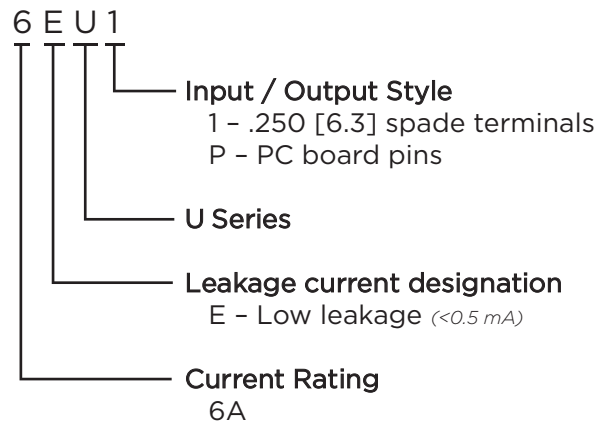 6 E U 1
Input / Output Style
1 – .250 [6.3] spade terminals
P – PC board pins
U Series
Leakage current designation
E – Low leakage (<0.5 mA)
Current Rating
6A